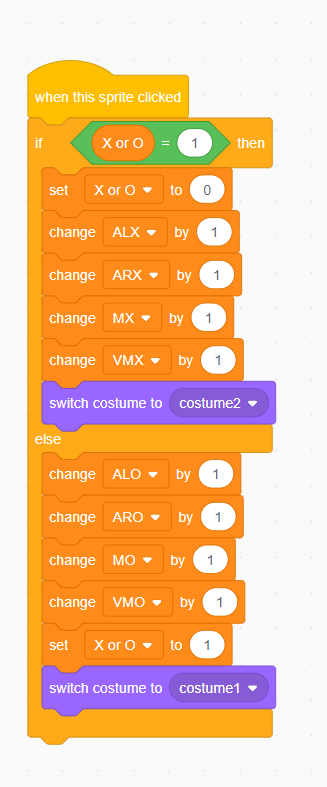 when this sprite clicked
if X or O = 1 then
set X or O to 0
change ALX by 1
change ARX by 1
change MX by 1
change VMX by 1
switch costume to costume2
else
change ALO by 1
change ARO by 1
change MO by 1
change VMO by 1
set X or O to 1
switch costume to costume1